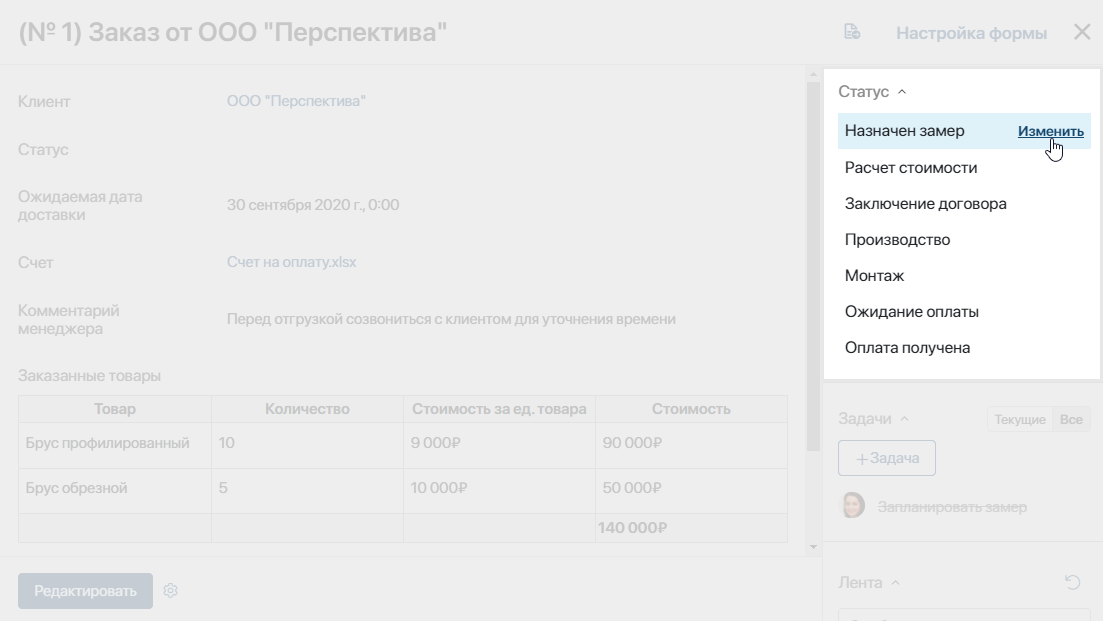 (№ 1) Заказ от ООО "Перспектива"
Настройка формы
Клиент
ООО "Перспектива"
Статус
Ожидаемая дата
доставки
30 сентября 2020 г., 0:00
Счет
Счет на оплату.xlsx
Комментарий
менеджера
Перед отгрузкой созвониться с клиентом для уточнения времени
Заказанные товары
Товар Количество Стоимость за ед. товара Стоимость
Брус профилированный 10 9 000₽ 90 000₽
Брус обрезной 5 10 000₽ 50 000₽
140 000₽
Редактировать
Статус
Назначен замер Изменить
Расчет стоимости
Заключение договора
Производство
Монтаж
Ожидание оплаты
Оплата получена
Задачи Текущие Все
+Задача
Запланировать замер
Лента